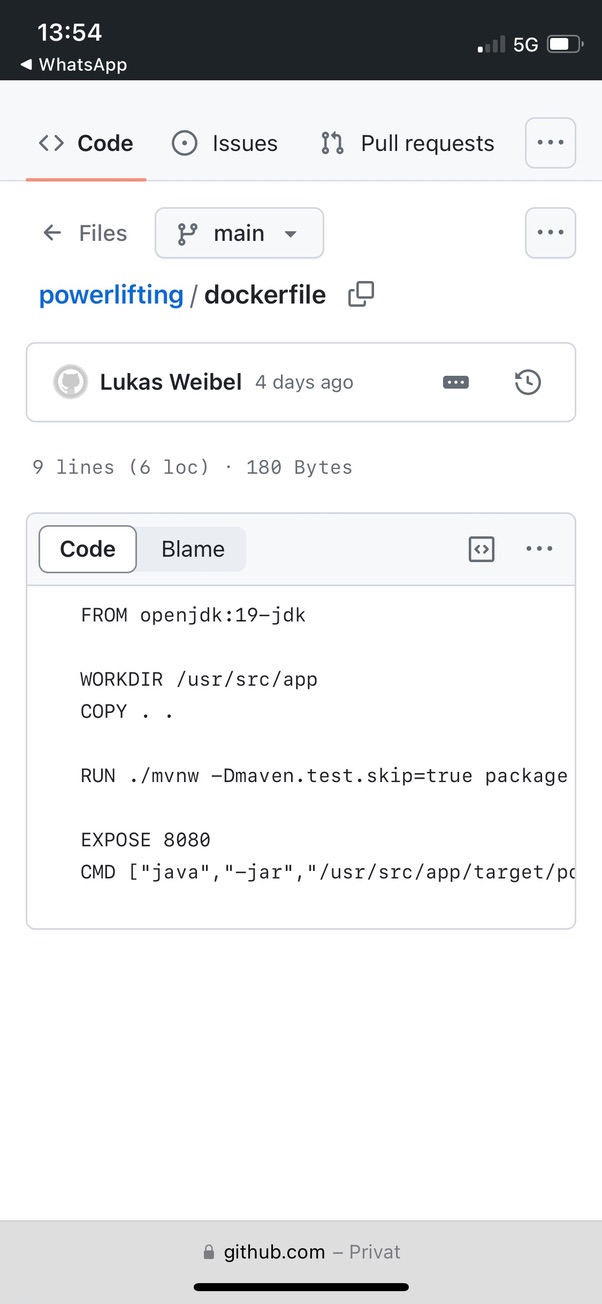 13:54
5G
◀ WhatsApp
Code
Issues
Pull requests
Files
main
powerlifting / dockerfile
Lukas Weibel 4 days ago
9 lines (6 loc) · 180 Bytes
Code
Blame
FROM openjdk:19-jdk
WORKDIR /usr/src/app
COPY . .
RUN ./mvnw -Dmaven.test.skip=true package
EXPOSE 8080
CMD ["java","-jar","/usr/src/app/target/po
github.com – Privat